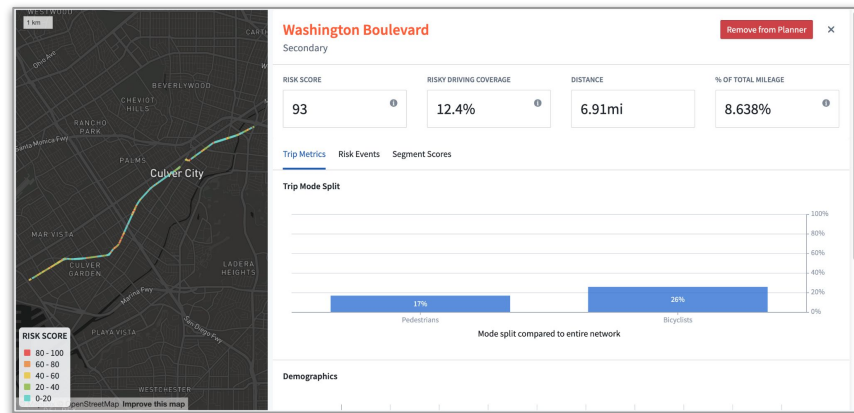 WESTWOOD
1 km
Ohio Ave
BEVERLYWOOD
CHEVIOT
HILLS
RANCHO
PARK
Santa Monica Fwy
PALMS
Culver City
MAR VISTA
CULVER
GARDEN
LADERA
HEIGHTS
Marina Fwy
San Diego Fwy
PLAYA VISTA
WESTCHESTER
RISK SCORE
80 - 100
60 - 80
40 - 60
20 - 40
0-20
OpenStreetMap Improve this map
Washington Boulevard
Secondary
Remove from Planner ×
RISK SCORE
93
RISKY DRIVING COVERAGE
12.4%
DISTANCE
6.91mi
% OF TOTAL MILEAGE
8.638%
Trip Metrics Risk Events Segment Scores
Trip Mode Split
100%
80%
60%
40%
20%
0%
17%
26%
Pedestrians
Bicyclists
Mode split compared to entire network
Demographics